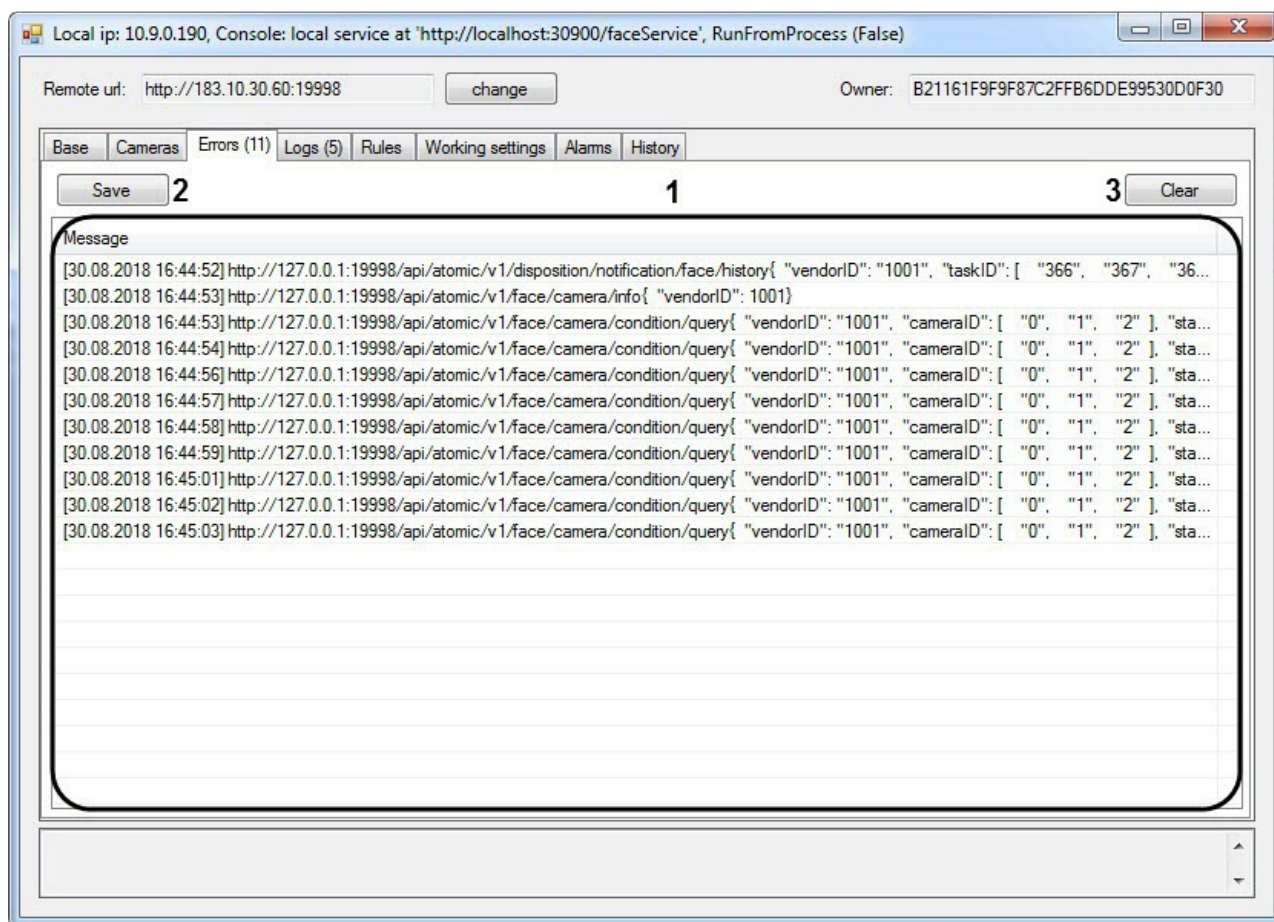 Local ip: 10.9.0.190, Console: local service at 'http://localhost:30900/faceService', RunFromProcess (False)
Remote url: http://183.10.30.60:19998 change Owner: B21161F9F9F87C2FFB6DDE99530D0F30
Base Cameras Errors (11) Logs (5) Rules Working settings Alarms History
Save 2 1 3 Clear
Message
[30.08.2018 16:44:52] http://127.0.0.1:19998/api/atomic/v1/disposition/notification/face/history{ "vendorID": "1001", "taskID": [ "366", "367", "36...
[30.08.2018 16:44:53] http://127.0.0.1:19998/api/atomic/v1/face/camera/info{ "vendorID": 1001}
[30.08.2018 16:44:53] http://127.0.0.1:19998/api/atomic/v1/face/camera/condition/query{ "vendorID": "1001", "cameraID": [ "0", "1", "2" ], "sta...
[30.08.2018 16:44:54] http://127.0.0.1:19998/api/atomic/v1/face/camera/condition/query{ "vendorID": "1001", "cameraID": [ "0", "1", "2" ], "sta...
[30.08.2018 16:44:56] http://127.0.0.1:19998/api/atomic/v1/face/camera/condition/query{ "vendorID": "1001", "cameraID": [ "0", "1", "2" ], "sta...
[30.08.2018 16:44:57] http://127.0.0.1:19998/api/atomic/v1/face/camera/condition/query{ "vendorID": "1001", "cameraID": [ "0", "1", "2" ], "sta...
[30.08.2018 16:44:58] http://127.0.0.1:19998/api/atomic/v1/face/camera/condition/query{ "vendorID": "1001", "cameraID": [ "0", "1", "2" ], "sta...
[30.08.2018 16:44:59] http://127.0.0.1:19998/api/atomic/v1/face/camera/condition/query{ "vendorID": "1001", "cameraID": [ "0", "1", "2" ], "sta...
[30.08.2018 16:45:01] http://127.0.0.1:19998/api/atomic/v1/face/camera/condition/query{ "vendorID": "1001", "cameraID": [ "0", "1", "2" ], "sta...
[30.08.2018 16:45:02] http://127.0.0.1:19998/api/atomic/v1/face/camera/condition/query{ "vendorID": "1001", "cameraID": [ "0", "1", "2" ], "sta...
[30.08.2018 16:45:03] http://127.0.0.1:19998/api/atomic/v1/face/camera/condition/query{ "vendorID": "1001", "cameraID": [ "0", "1", "2" ], "sta...